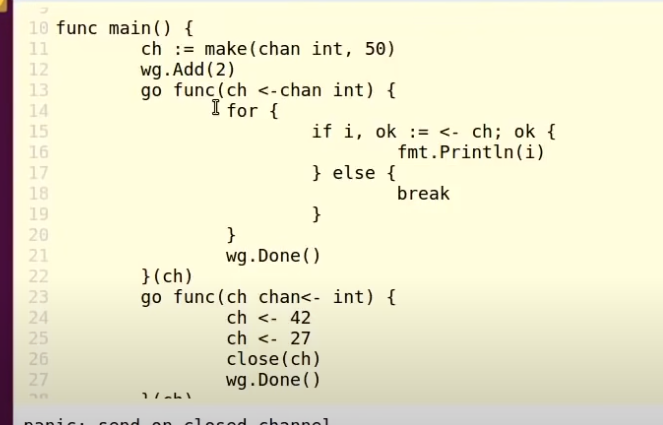 10 func main() {
11 ch := make(chan int, 50)
12 wg.Add(2)
13 go func(ch <-chan int) {
14 for {
15 if i, ok := <- ch; ok {
16 fmt.Println(i)
17 } else {
18 break
19 }
20 }
21 wg.Done()
22 }(ch)
23 go func(ch chan<- int) {
24 ch <- 42
25 ch <- 27
26 close(ch)
27 wg.Done()
28 }(ch)
panic: send on closed channel